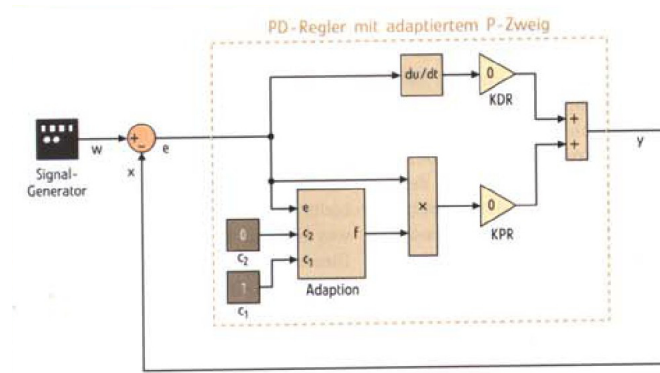 PD-Regler mit adaptiertem P-Zweig
du/dt
0
KDR
+
+
y
Signal-
Generator
w
+
−
x
e
e
c₂
c₁
f
Adaption
0
c₂
1
c₁
×
0
KPR